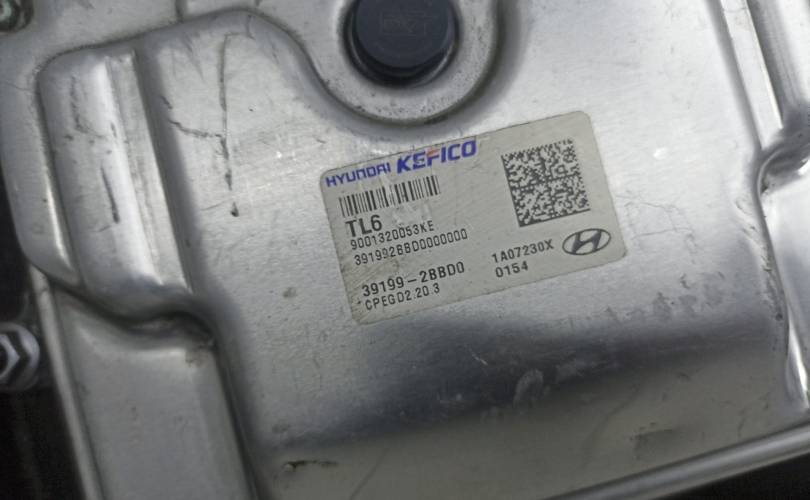 HYUNDAI KEFICO
TL6
9001320053KE
391992BBD0000000
39199-2BBD0
CPEGD2.20.3
1A07230X
0154